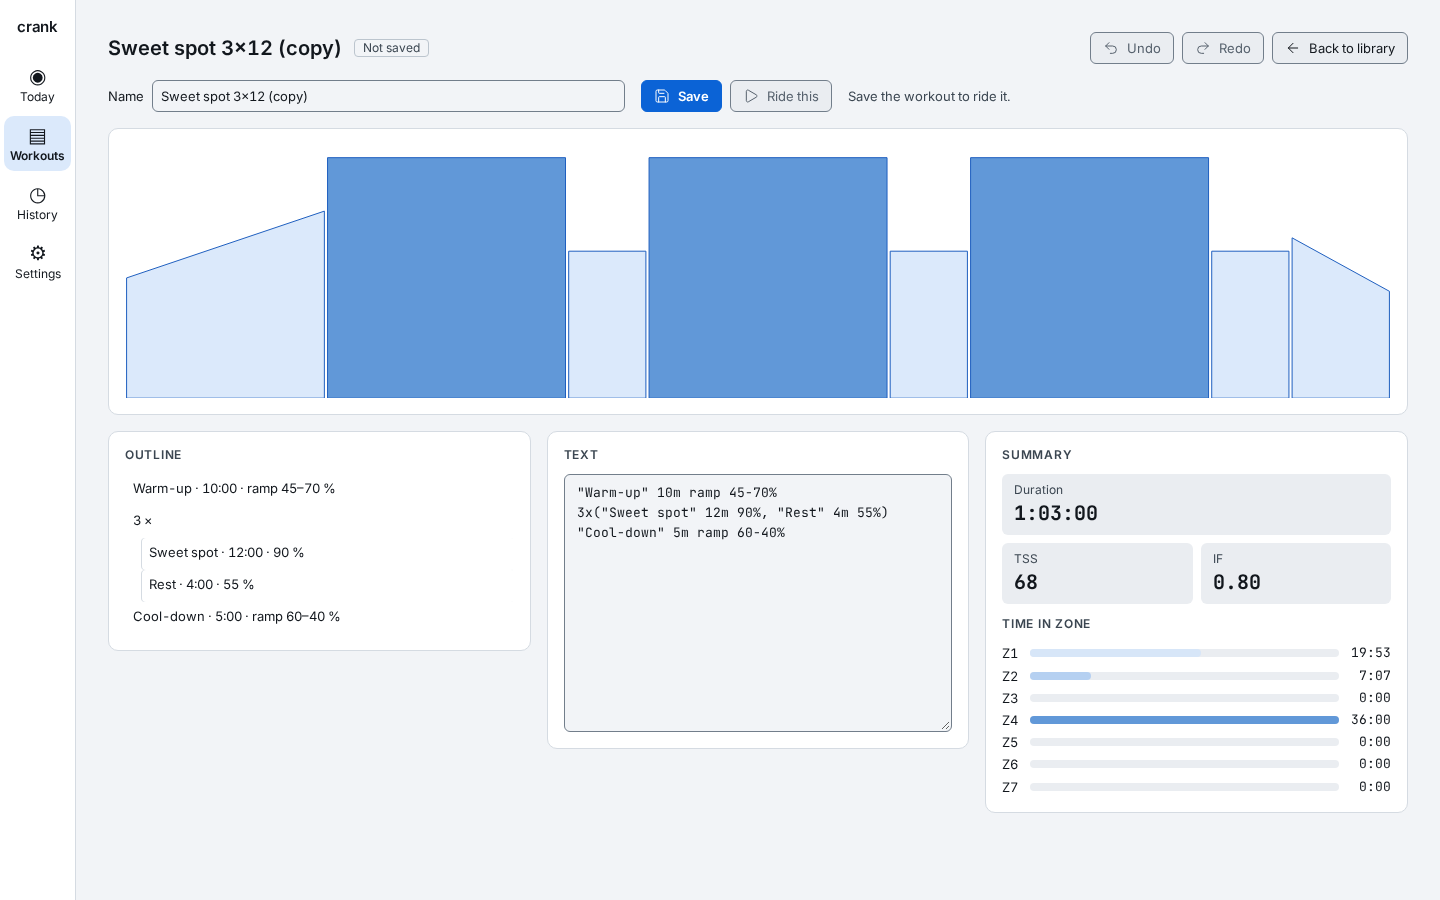 crank
Today
Workouts
History
Settings
Sweet spot 3×12 (copy)
Not saved
Undo
Redo
Back to library
Name
Sweet spot 3×12 (copy)
Save
Ride this
Save the workout to ride it.
OUTLINE
Warm-up · 10:00 · ramp 45–70 %
3 ×
Sweet spot · 12:00 · 90 %
Rest · 4:00 · 55 %
Cool-down · 5:00 · ramp 60–40 %
TEXT
"Warm-up" 10m ramp 45-70%
3x("Sweet spot" 12m 90%, "Rest" 4m 55%)
"Cool-down" 5m ramp 60-40%
SUMMARY
Duration
1:03:00
TSS
68
IF
0.80
TIME IN ZONE
Z1 19:53
Z2 7:07
Z3 0:00
Z4 36:00
Z5 0:00
Z6 0:00
Z7 0:00